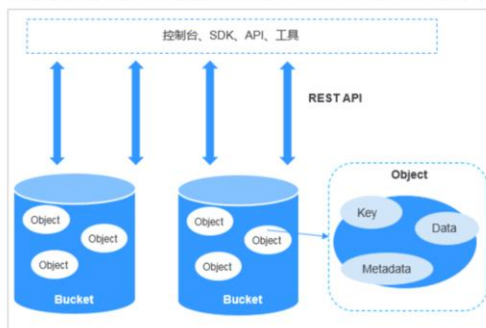 控制台、SDK、API、工具
REST API
Object
Object
Object
Object
Bucket
Object
Object
Object
Bucket
Key
Data
Metadata